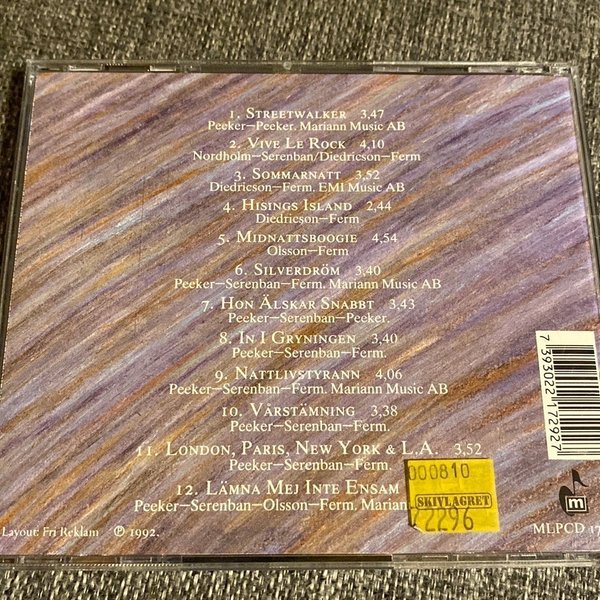 1. Streetwalker 3,47
Peeker–Peeker. Mariann Music AB
2. Vive Le Rock 4,10
Nordholm–Serenban/Diedricson–Ferm
3. Sommarnatt 3,52
Diedricson–Ferm. EMI Music AB
4. Hisings Island 2,44
Diedricson–Ferm
5. Midnattsboogie 4,54
Olsson–Ferm
6. Silverdröm 3,40
Peeker–Serenban–Ferm. Mariann Music AB
7. Hon Älskar Snabbt 3,43
Peeker–Serenban–Peeker.
8. In I Gryningen 3,40
Peeker–Serenban–Ferm.
9. Nattlivstyrann 4,06
Peeker–Serenban–Ferm. Mariann Music AB
10. Vårstämning 3,38
Peeker–Serenban–Ferm.
11. London, Paris, New York & L.A. 3,52
Peeker–Serenban–Ferm.
12. Lämna Mej Inte Ensam
Peeker–Serenban–Olsson–Ferm. Marian
000810
SKIVLAGRET
72296
7 393022 172927
m
Layout: Fri Reklam ℗ 1992.
MLPCD 17